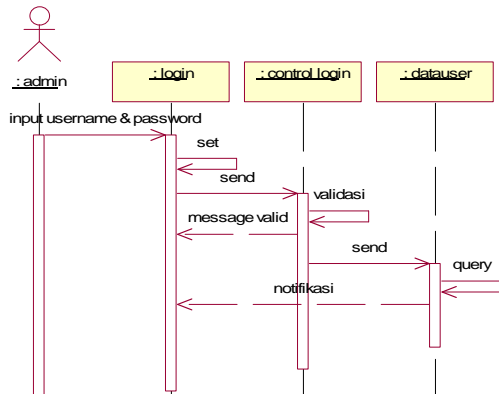 : admin
: login
: control login
: datauser
input username & password
set
send
validasi
message valid
send
query
notifikasi